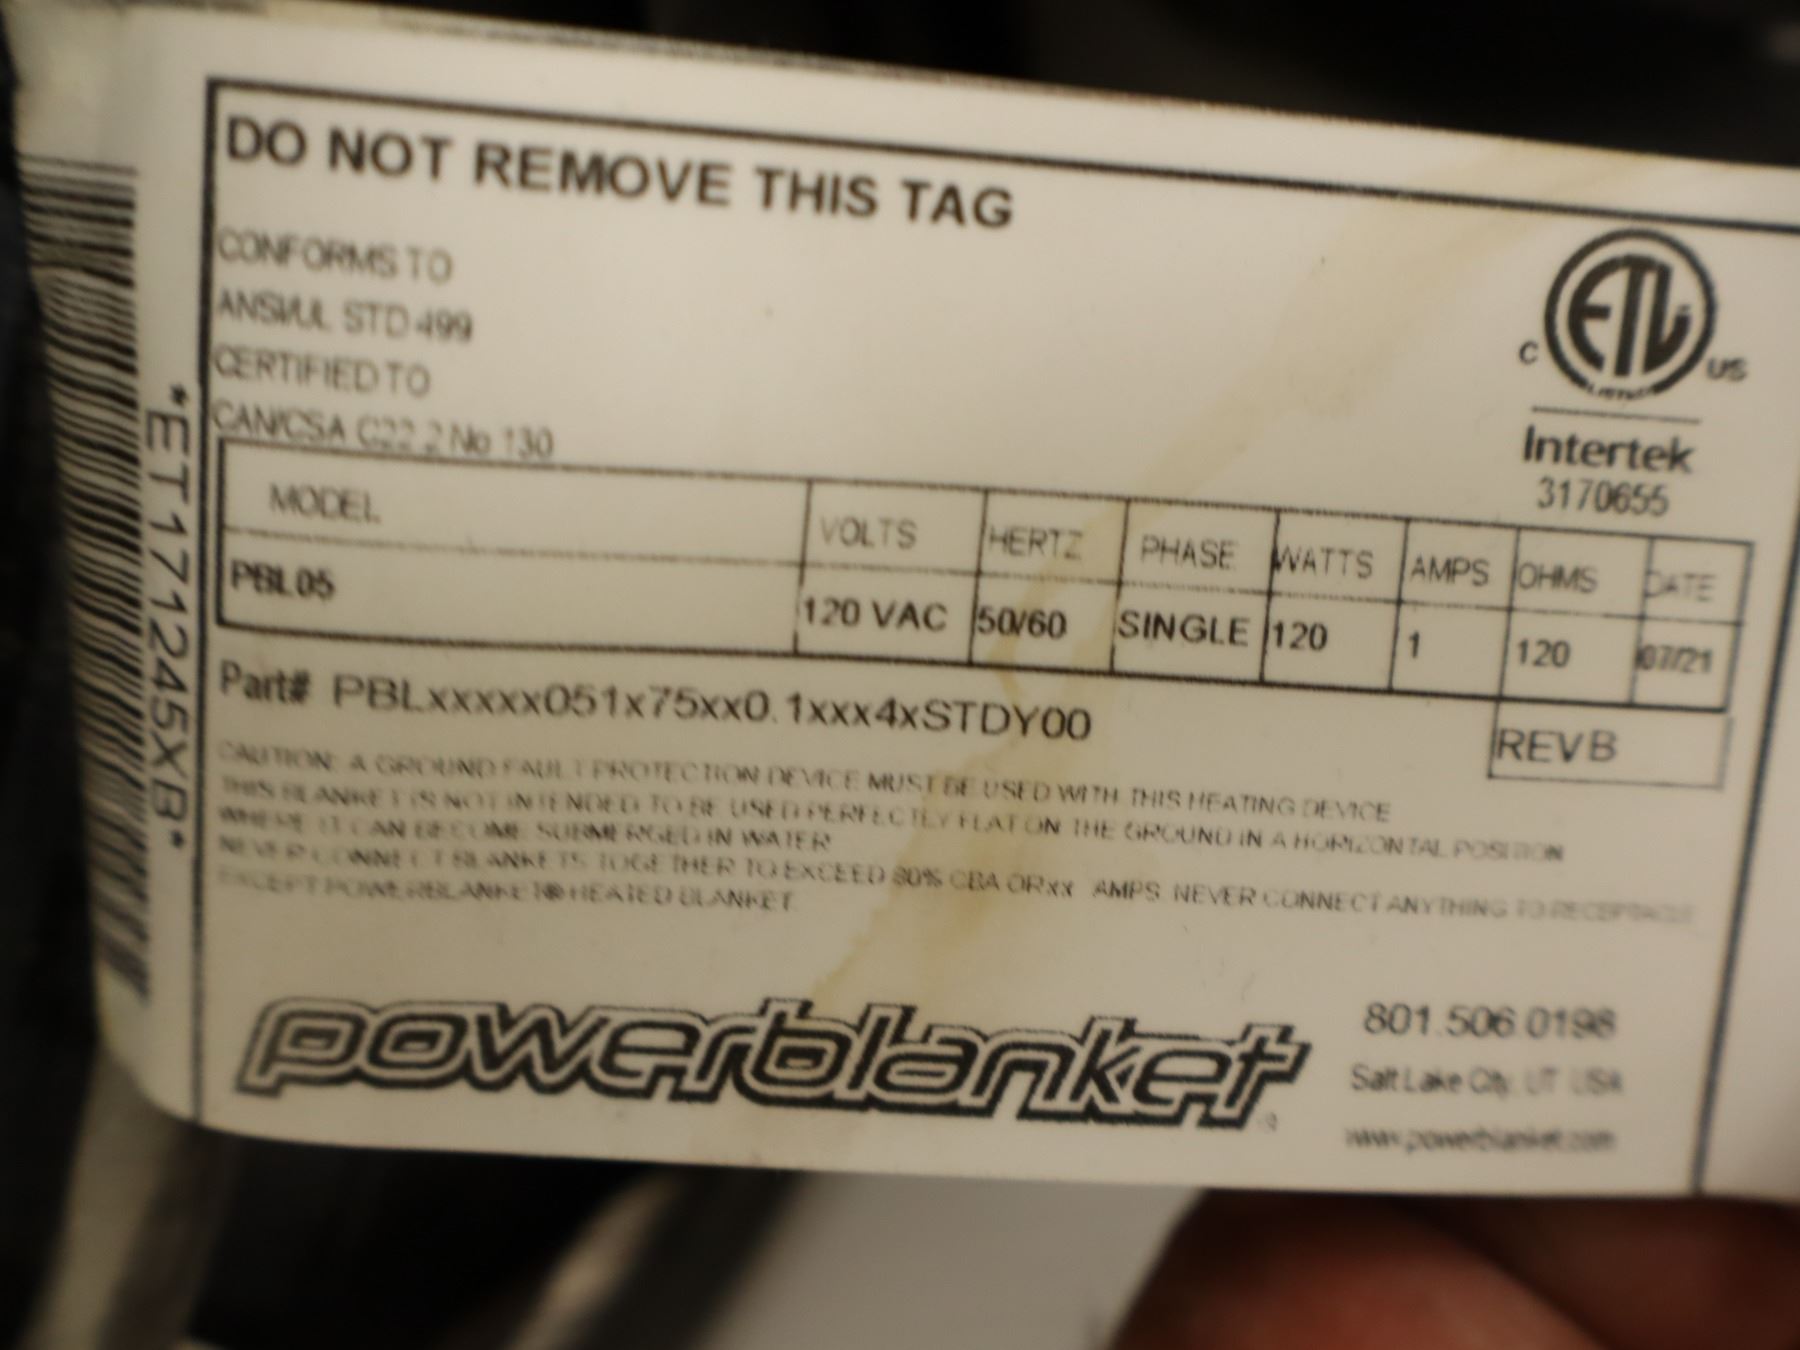 DO NOT REMOVE THIS TAG
CONFORMS TO
ANSI/UL STD 499
CERTIFIED TO
CAN/CSA C22 2 No 130
C ETL US
LISTED
Intertek
3170655
MODEL VOLTS HERTZ PHASE WATTS AMPS OHMS DATE
PBL05 120 VAC 50/60 SINGLE 120 1 120 07/21
Part# PBLxxxxx051x75xx0.1xxx4xSTDY00
REV B
CAUTION: A GROUND FAULT PROTECTION DEVICE MUST BE USED WITH THIS HEATING DEVICE
THIS BLANKET IS NOT INTENDED TO BE USED PERFECTLY FLAT ON THE GROUND IN A HORIZONTAL POSITION
WHERE IT CAN BECOME SUBMERGED IN WATER
NEVER CONNECT BLANKETS TOGETHER TO EXCEED 80% CBA OR xx AMPS. NEVER CONNECT ANYTHING TO RECEPTACLE
EXCEPT POWERBLANKET® HEATED BLANKET.
powerblanket
801.506.0198
Salt Lake City, UT USA
www.powerblanket.com
*ET171245XB*